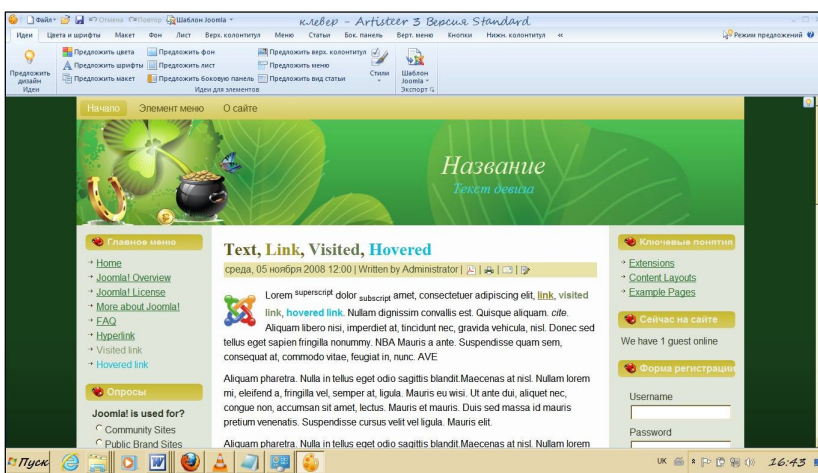 клевер - Artisteer 3 Версия Standard
Файл Отмена Повтор Шаблон Joomla
Идеи Цвета и шрифты Макет Фон Лист Верх. колонтитул Меню Статьи Бок. панель Верт. меню Кнопки Нижн. колонтитул « Режим предложений
Предложить дизайн
Идеи
Предложить цвета Предложить фон Предложить верх. колонтитул
Предложить шрифты Предложить лист Предложить меню
Предложить макет Предложить боковую панель Предложить вид статьи
Идеи для элементов
Стили
Шаблон Joomla
Экспорт
Начало Элемент меню О сайте
Название
Текст девиза
Главное меню
Home
Joomla! Overview
Joomla! License
More about Joomla!
FAQ
Hyperlink
Visited link
Hovered link
Опросы
Joomla! is used for?
Community Sites
Public Brand Sites
Text, Link, Visited, Hovered
среда, 05 ноября 2008 12:00 | Written by Administrator |
Lorem superscript dolor subscript amet, consectetuer adipiscing elit, link, visited
link, hovered link. Nullam dignissim convallis est. Quisque aliquam. cite.
Aliquam libero nisi, imperdiet at, tincidunt nec, gravida vehicula, nisl. Donec sed
tellus eget sapien fringilla nonummy. NBA Mauris a ante. Suspendisse quam sem,
consequat at, commodo vitae, feugiat in, nunc. AVE
Aliquam pharetra. Nulla in tellus eget odio sagittis blandit.Maecenas at nisl. Nullam lorem
mi, eleifend a, fringilla vel, semper at, ligula. Mauris eu wisi. Ut ante dui, aliquet nec,
congue non, accumsan sit amet, lectus. Mauris et mauris. Duis sed massa id mauris
pretium venenatis. Suspendisse cursus velit vel ligula. Mauris elit.
Aliquam pharetra. Nulla in tellus eget odio sagittis blandit.Maecenas at nisl. Nullam lorem
Ключевые понятия
Extensions
Content Layouts
Example Pages
Сейчас на сайте
We have 1 guest online
Форма регистрации
Username
Password
Пуск UK 16:43